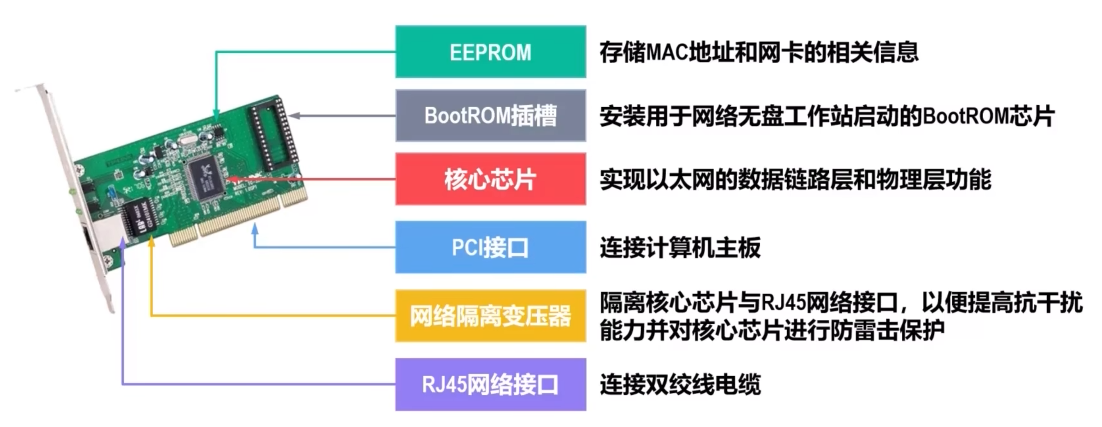 EEPROM
存储MAC地址和网卡的相关信息
BootROM插槽
安装用于网络无盘工作站启动的BootROM芯片
核心芯片
实现以太网的数据链路层和物理层功能
PCI接口
连接计算机主板
网络隔离变压器
隔离核心芯片与RJ45网络接口，以便提高抗干扰
能力并对核心芯片进行防雷击保护
RJ45网络接口
连接双绞线电缆